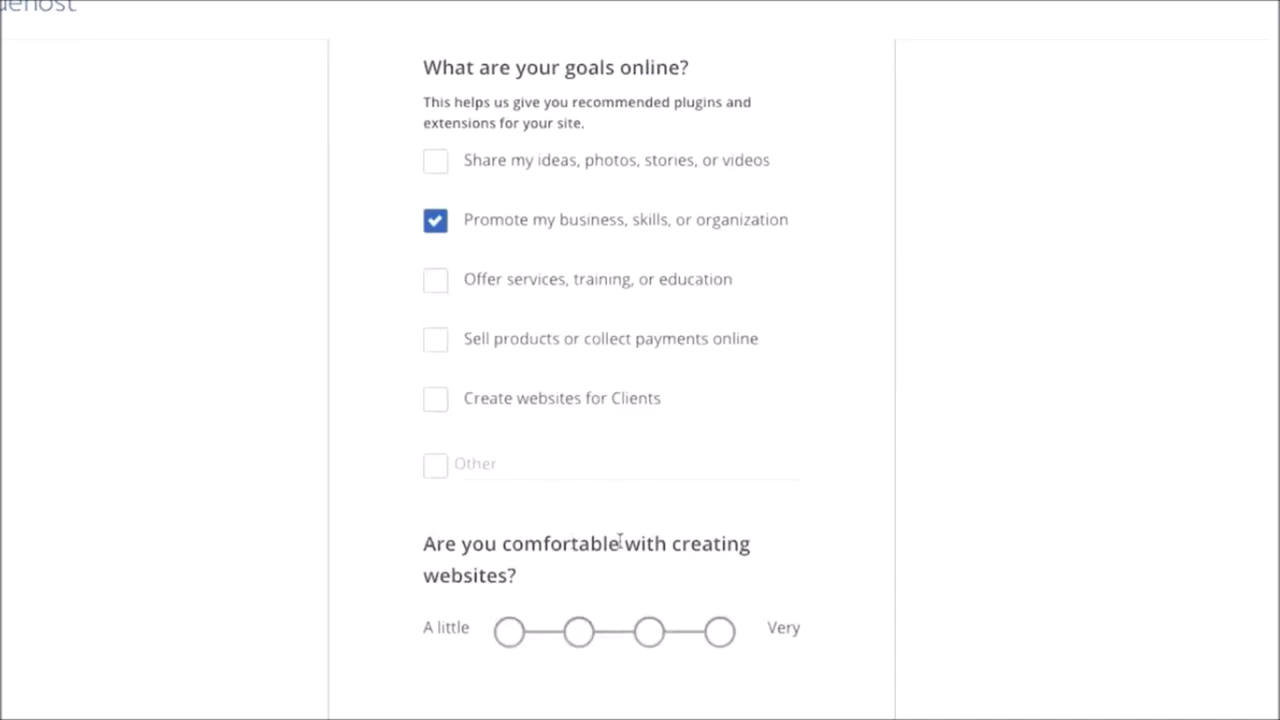 What are your goals online?
This helps us give you recommended plugins and
extensions for your site.
Share my ideas, photos, stories, or videos
Promote my business, skills, or organization
Offer services, training, or education
Sell products or collect payments online
Create websites for Clients
Other
Are you comfortable with creating
websites?
A little
Very